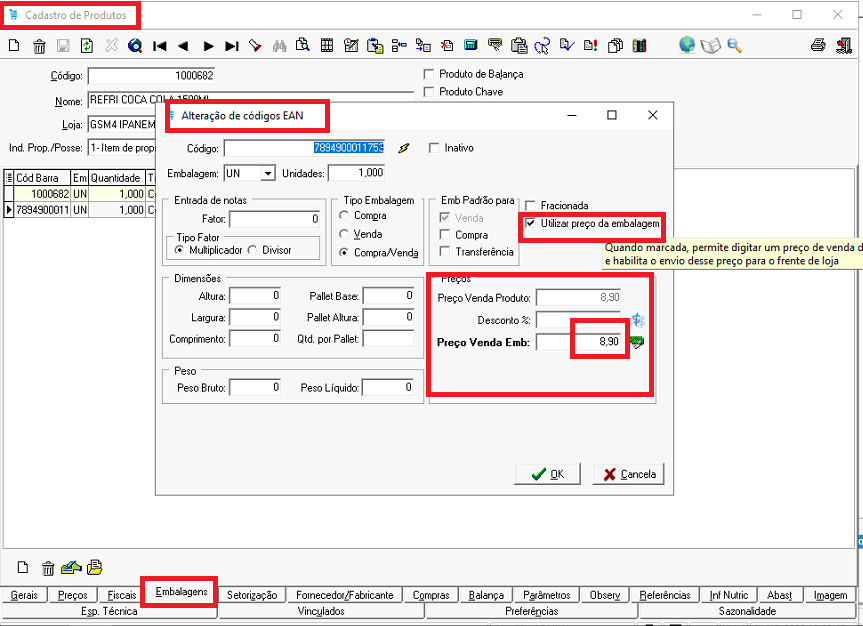 Cadastro de Produtos
Código: 1000682
Produto de Balança
Nome: REFRI COCA COLA 1500ML
Produto Chave
Loja: GSM4 IPANEM
Ind. Prop./Posse: 1- Item de propr
Cód Barra Em Quantidade Ti
1000682 UN 1,000 C
7894900011 UN 1,000 C
Alteração de códigos EAN
Código: 7894900011753
Inativo
Embalagem: UN Unidades: 1,000
Entrada de notas
Fator: 0
Tipo Fator
Multiplicador Divisor
Tipo Embalagem
Compra
Venda
Compra/Venda
Emb Padrão para
Venda
Compra
Transferência
Fracionada
Utilizar preço da embalagem
Quando marcada, permite digitar um preço de venda d
e habilita o envio desse preço para o frente de loja
Dimensões
Altura: 0 Pallet Base: 0
Largura: 0 Pallet Altura: 0
Comprimento: 0 Qtd. por Pallet:
Preços
Preço Venda Produto: 8,90
Desconto %:
Preço Venda Emb: 8,90
Peso
Peso Bruto: 0 Peso Líquido: 0
OK Cancela
Gerais Preços Fiscais Embalagens Setorização Fornecedor/Fabricante Compras Balança Parâmetros Observ Referências Inf Nutric Abast Imagem
Esp. Técnica Vinculados Preferências Sazonalidade